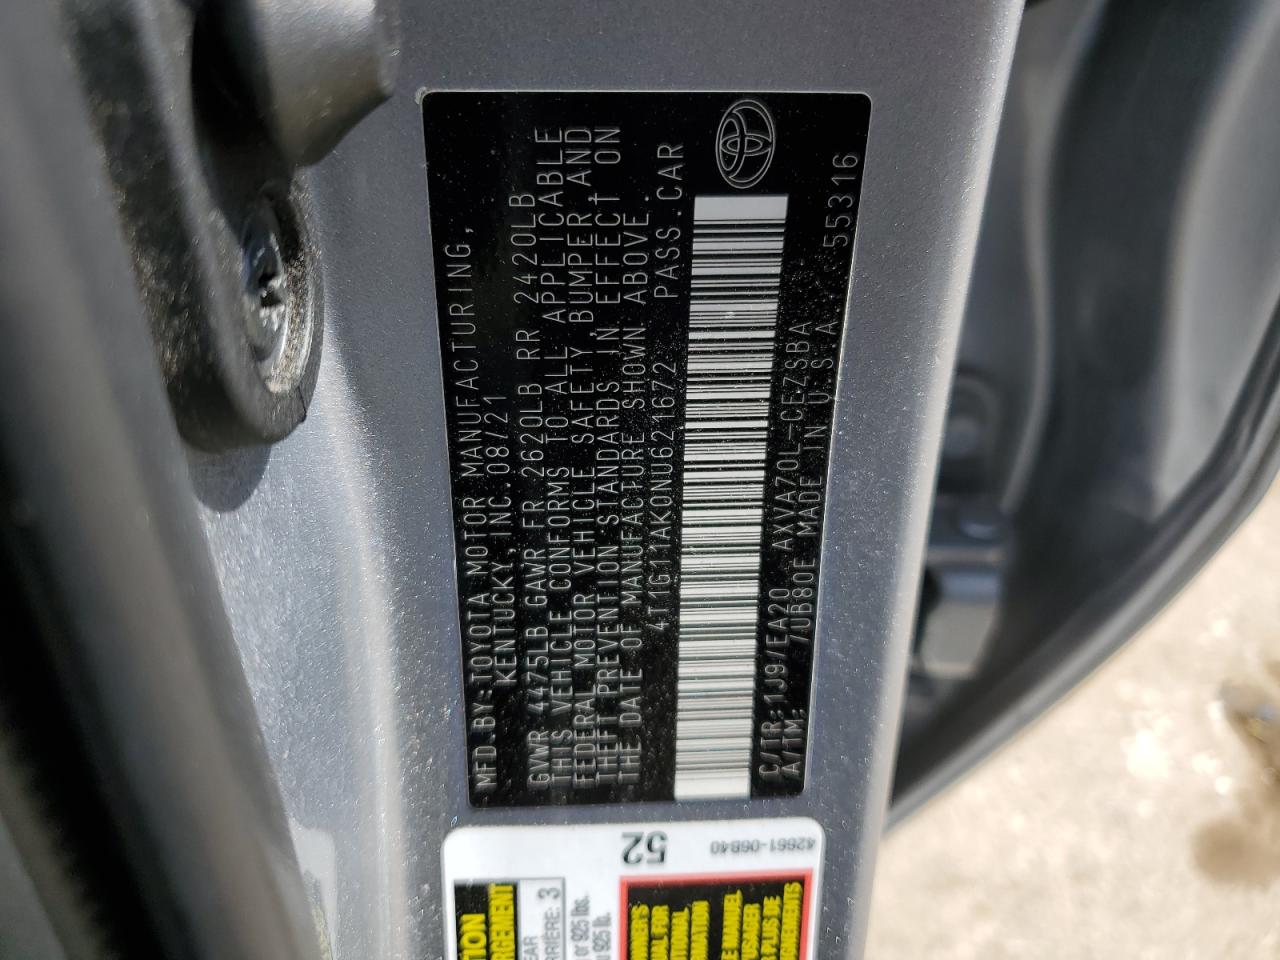 MFD.BY:TOYOTA MOTOR MANUFACTURING,
KENTUCKY,INC.08/21
GVWR 4475LB GAWR FR 2620LB RR 2420LB
THIS VEHICLE CONFORMS TO ALL APPLICABLE
FEDERAL MOTOR VEHICLE SAFETY,BUMPER,AND
THEFT PREVENTION STANDARDS IN EFFECT ON
THE DATE OF MANUFACTURE SHOWN ABOVE.
4T1G11AK0NU621672 PASS.CAR
C/TR:1J9/EA20 AXVA70L-CEZSBA
A/TM: /UB80E MADE IN U.S.A. 55316
52
42661-06B40
3